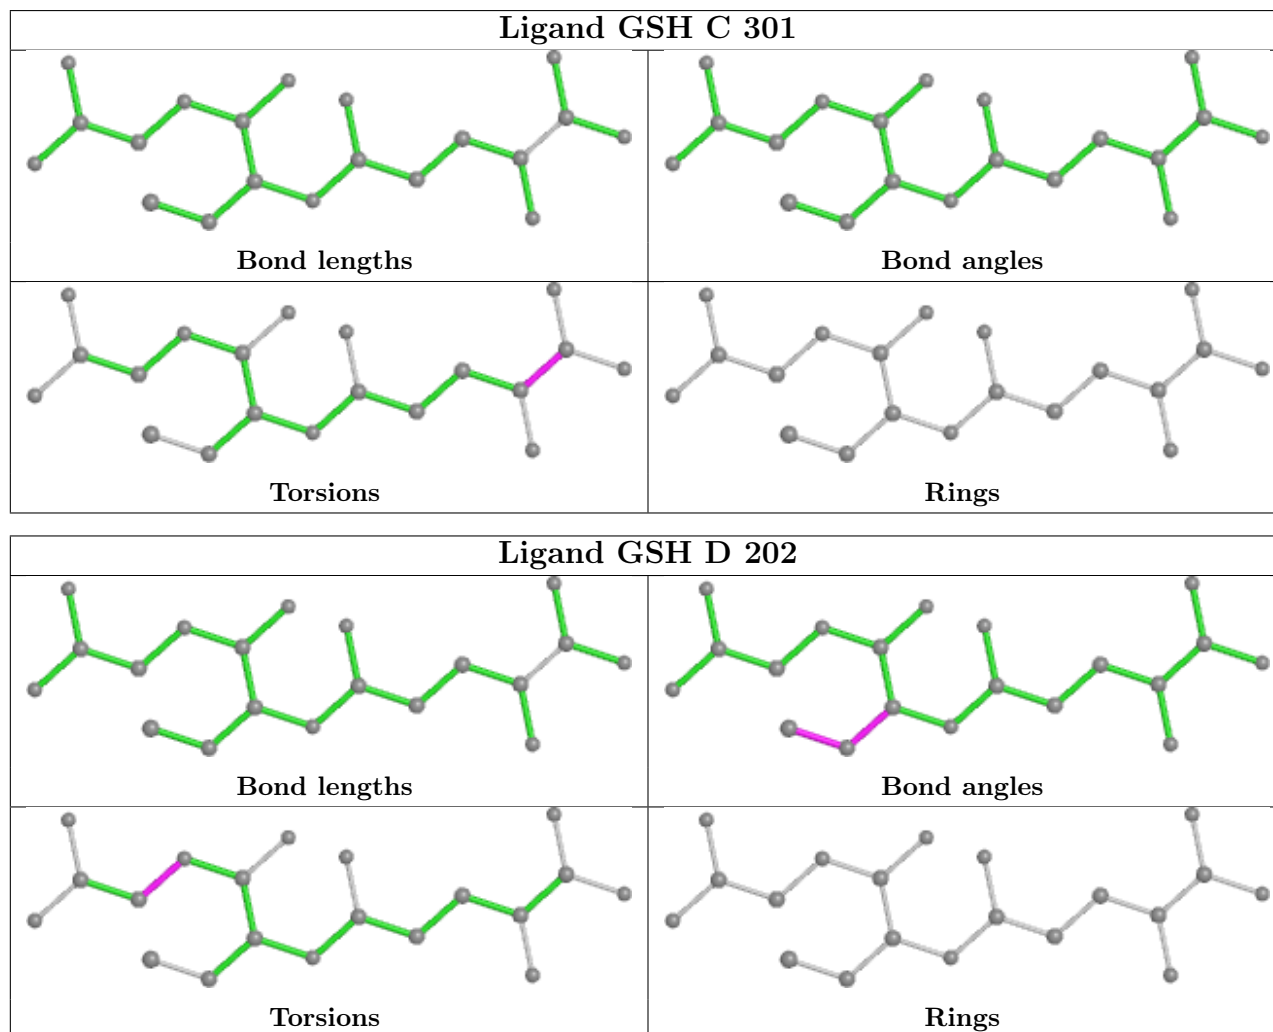 Ligand GSH C 301
Bond lengths
Bond angles
Torsions
Rings
Ligand GSH D 202
Bond lengths
Bond angles
Torsions
Rings